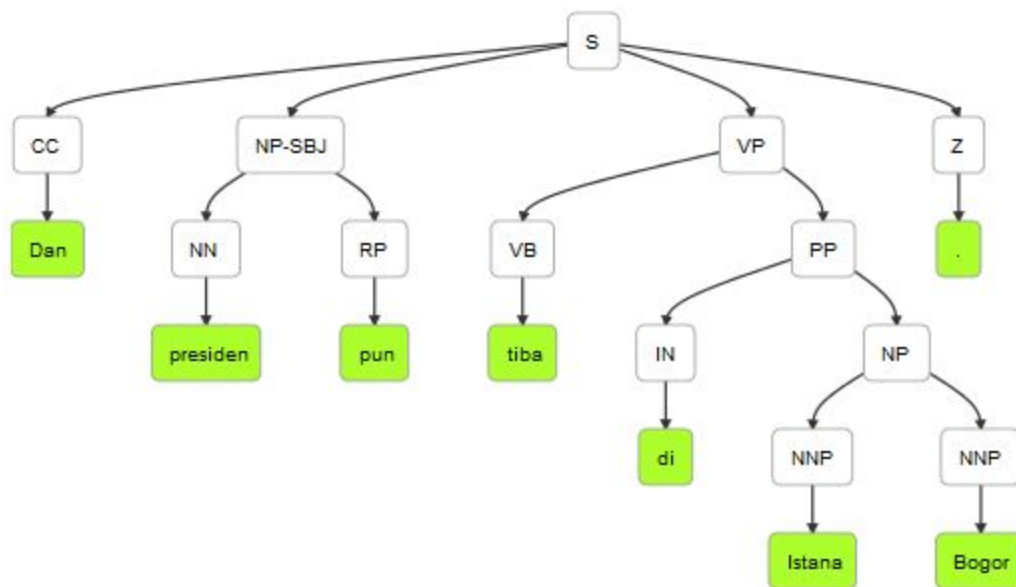 S
CC NP-SBJ VP Z
Dan NN RP VB PP .
presiden pun tiba IN NP
di NNP NNP
Istana Bogor